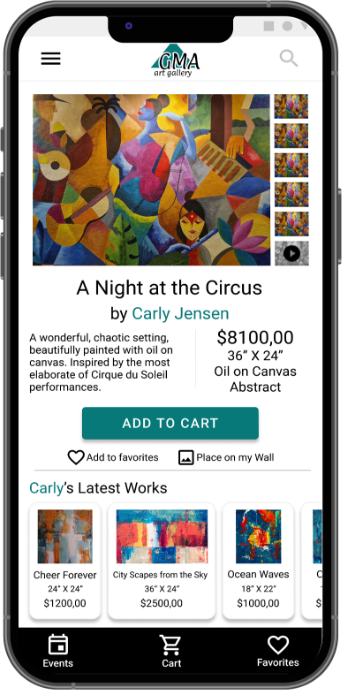 GMA
art gallery
A Night at the Circus
by Carly Jensen
A wonderful, chaotic setting,
beautifully painted with oil on
canvas. Inspired by the most
elaborate of Cirque du Soleil
performances.
$8100,00
36” X 24”
Oil on Canvas
Abstract
ADD TO CART
Add to favorites
Place on my Wall
Carly’s Latest Works
Cheer Forever
24” X 24”
$1200,00
City Scapes from the Sky
36” X 24”
$2500,00
Ocean Waves
18” X 22”
$1000,00
C
$
Events
Cart
Favorites